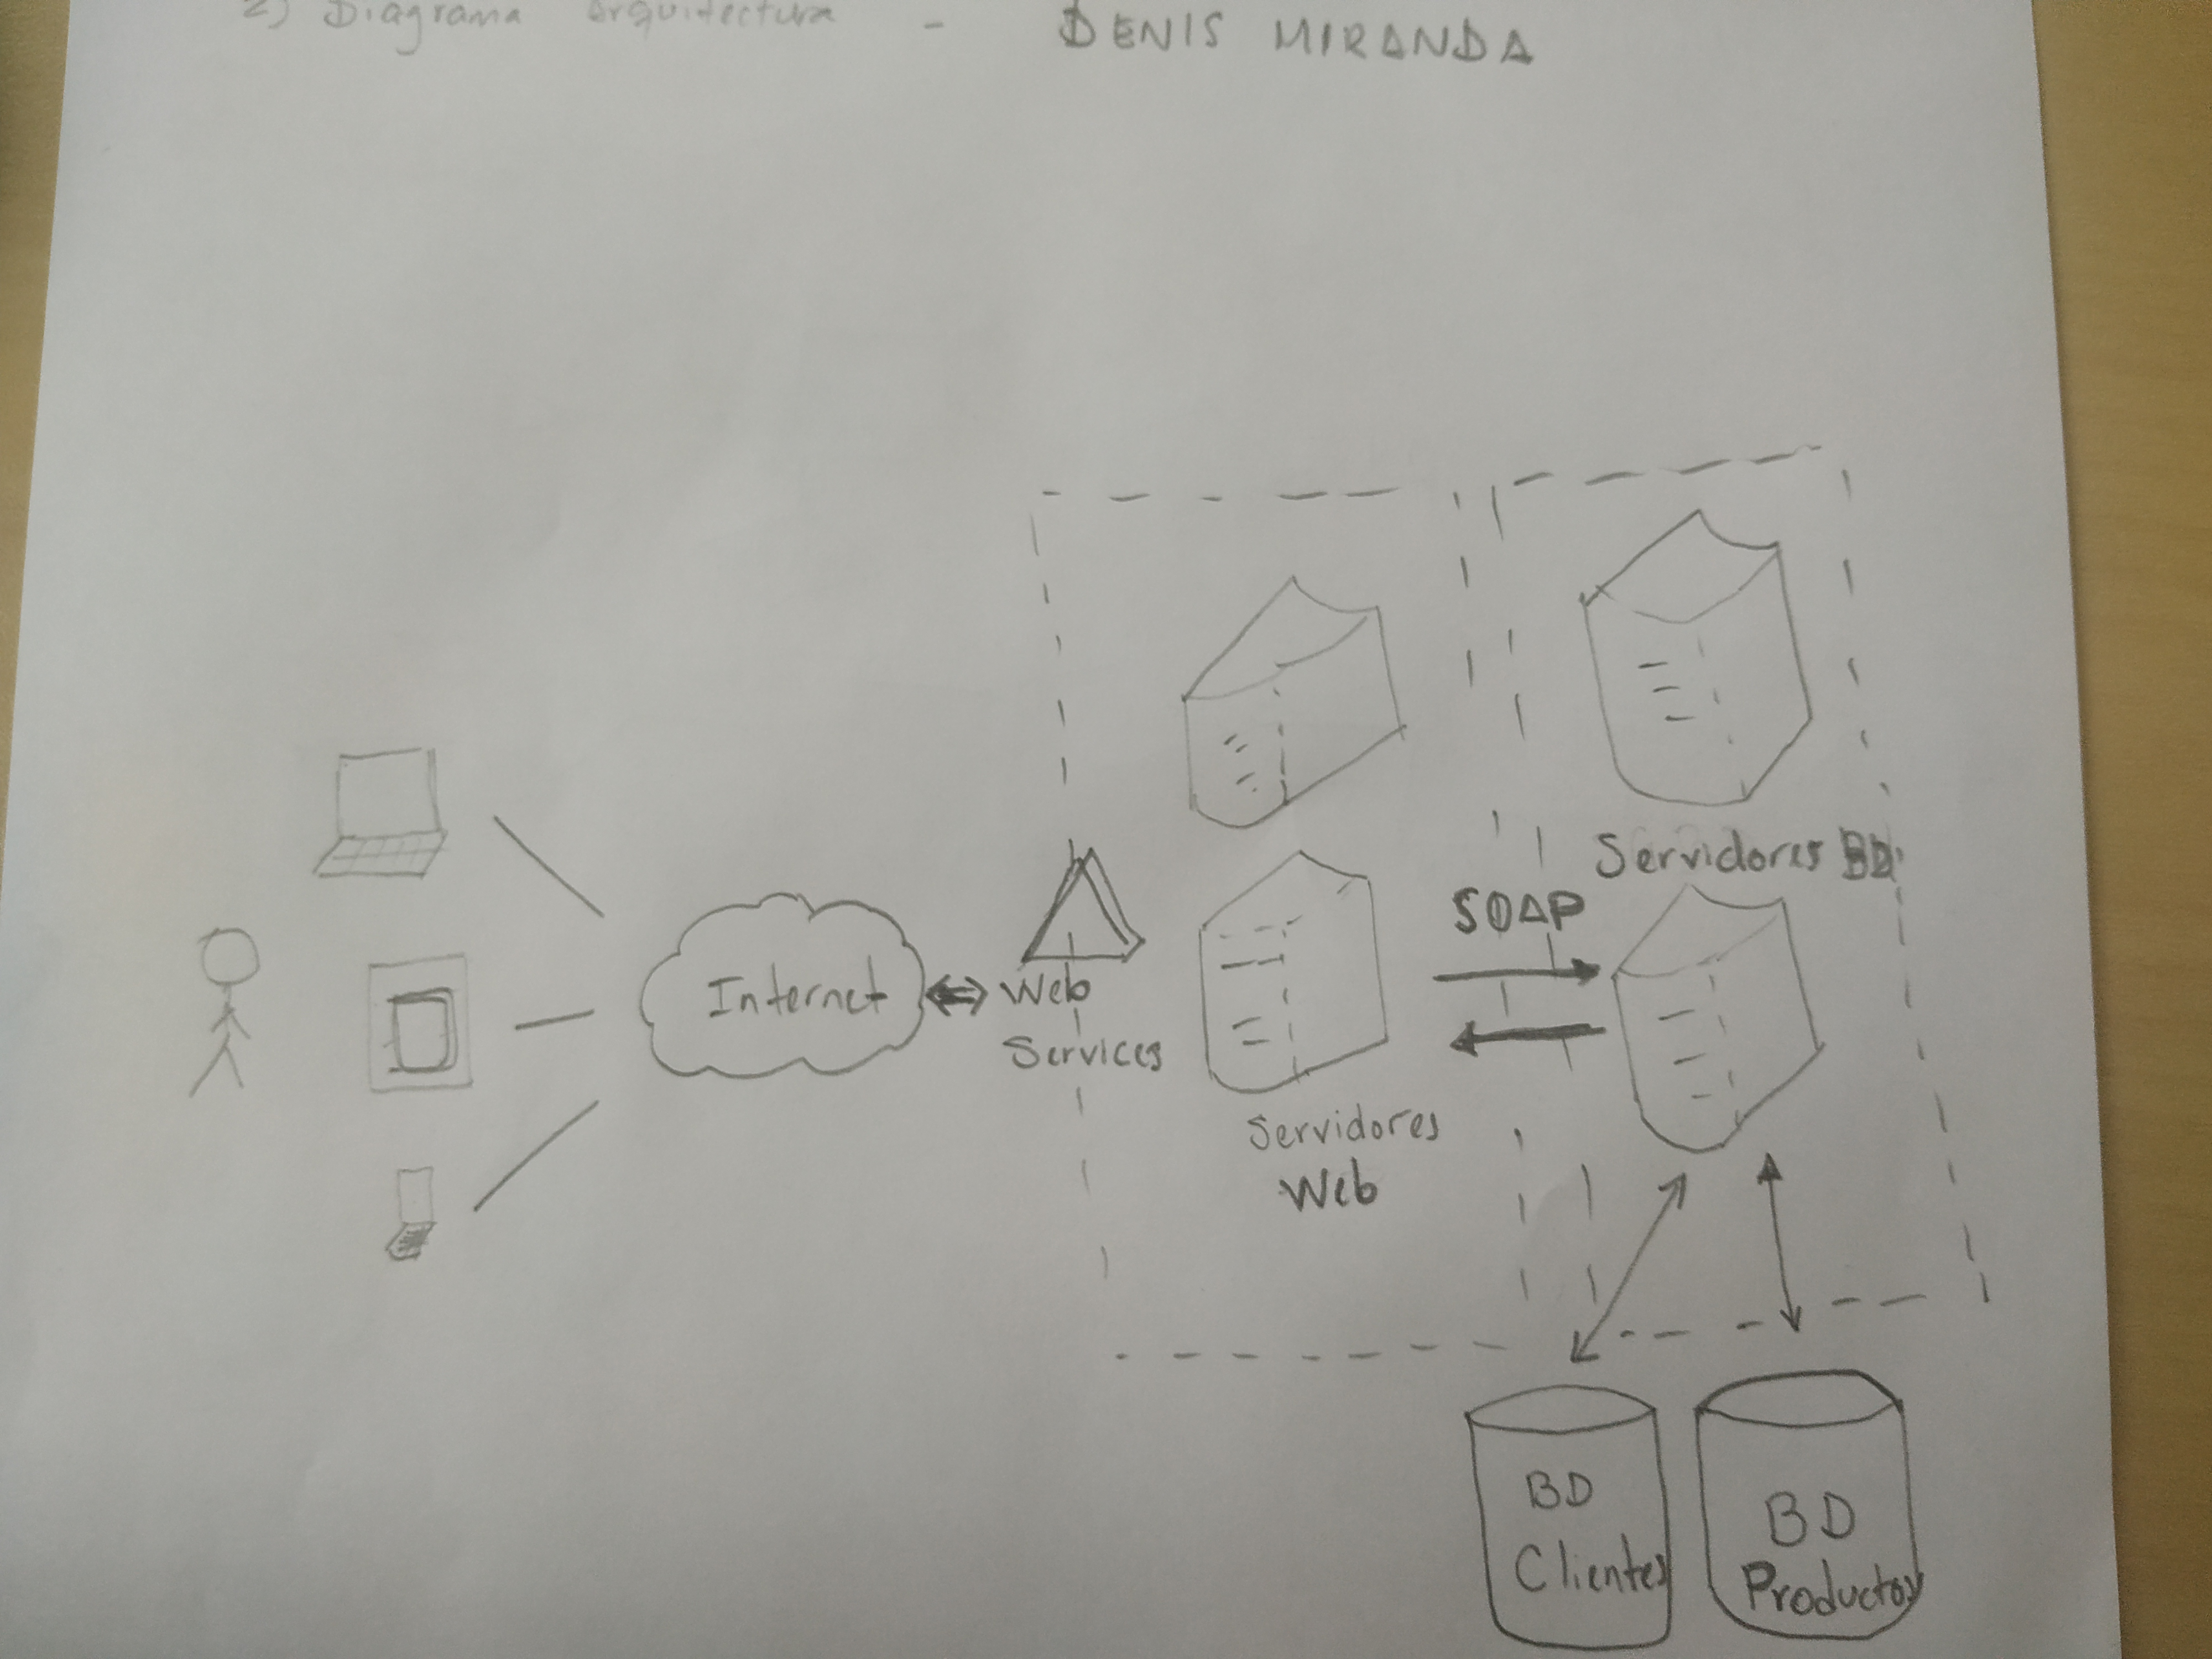 2) Diagrama Arquitectura - DENIS MIRANDA
Servidores BD
SOAP
Internet
Web
Services
Servidores
Web
BD
Clientes
BD
Productos